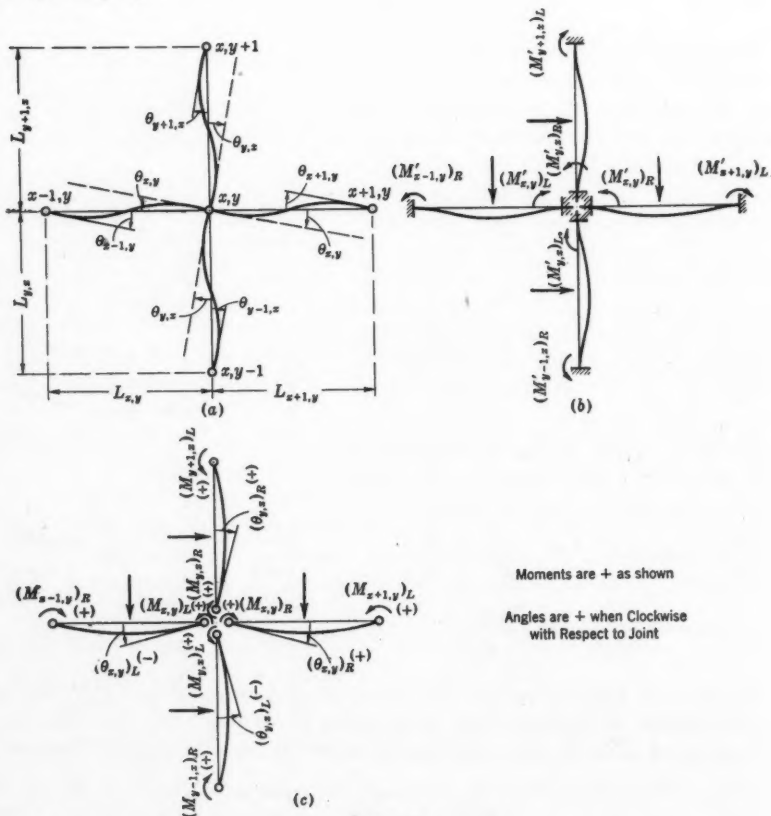 x, y+1
L_{y+1,x}
θ_{y+1,x}
θ_{y,x}
θ_{x,y}
θ_{x+1,y}
x-1, y
x, y
x+1, y
θ_{x-1,y}
θ_{x,y}
L_{y,x}
θ_{y,x}
θ_{y-1,x}
x, y-1
L_{x,y}
L_{x+1,y}
(a)
(M'_{y+1,x})_L
(M'_{y,x})_R
(M'_{x-1,y})_R
(M'_{x,y})_L
(M'_{x,y})_R
(M'_{x+1,y})_L
(M'_{y,x})_L
(M'_{y-1,x})_R
(b)
(M_{y+1,x})_L
(+)
(θ_{y,x})_R(+)
(M_{y,x})_R
(+)
(M_{x-1,y})_R
(+)
(M_{x,y})_L(+)
(+)(M_{x,y})_R
(M_{x+1,y})_L
(+)
(θ_{x,y})_L(-)
(M_{y,x})_L(+)
(θ_{x,y})_R(+)
(θ_{y,x})_L(-)
(M_{y-1,x})_R
(+)
(c)
Moments are + as shown
Angles are + when Clockwise
with Respect to Joint